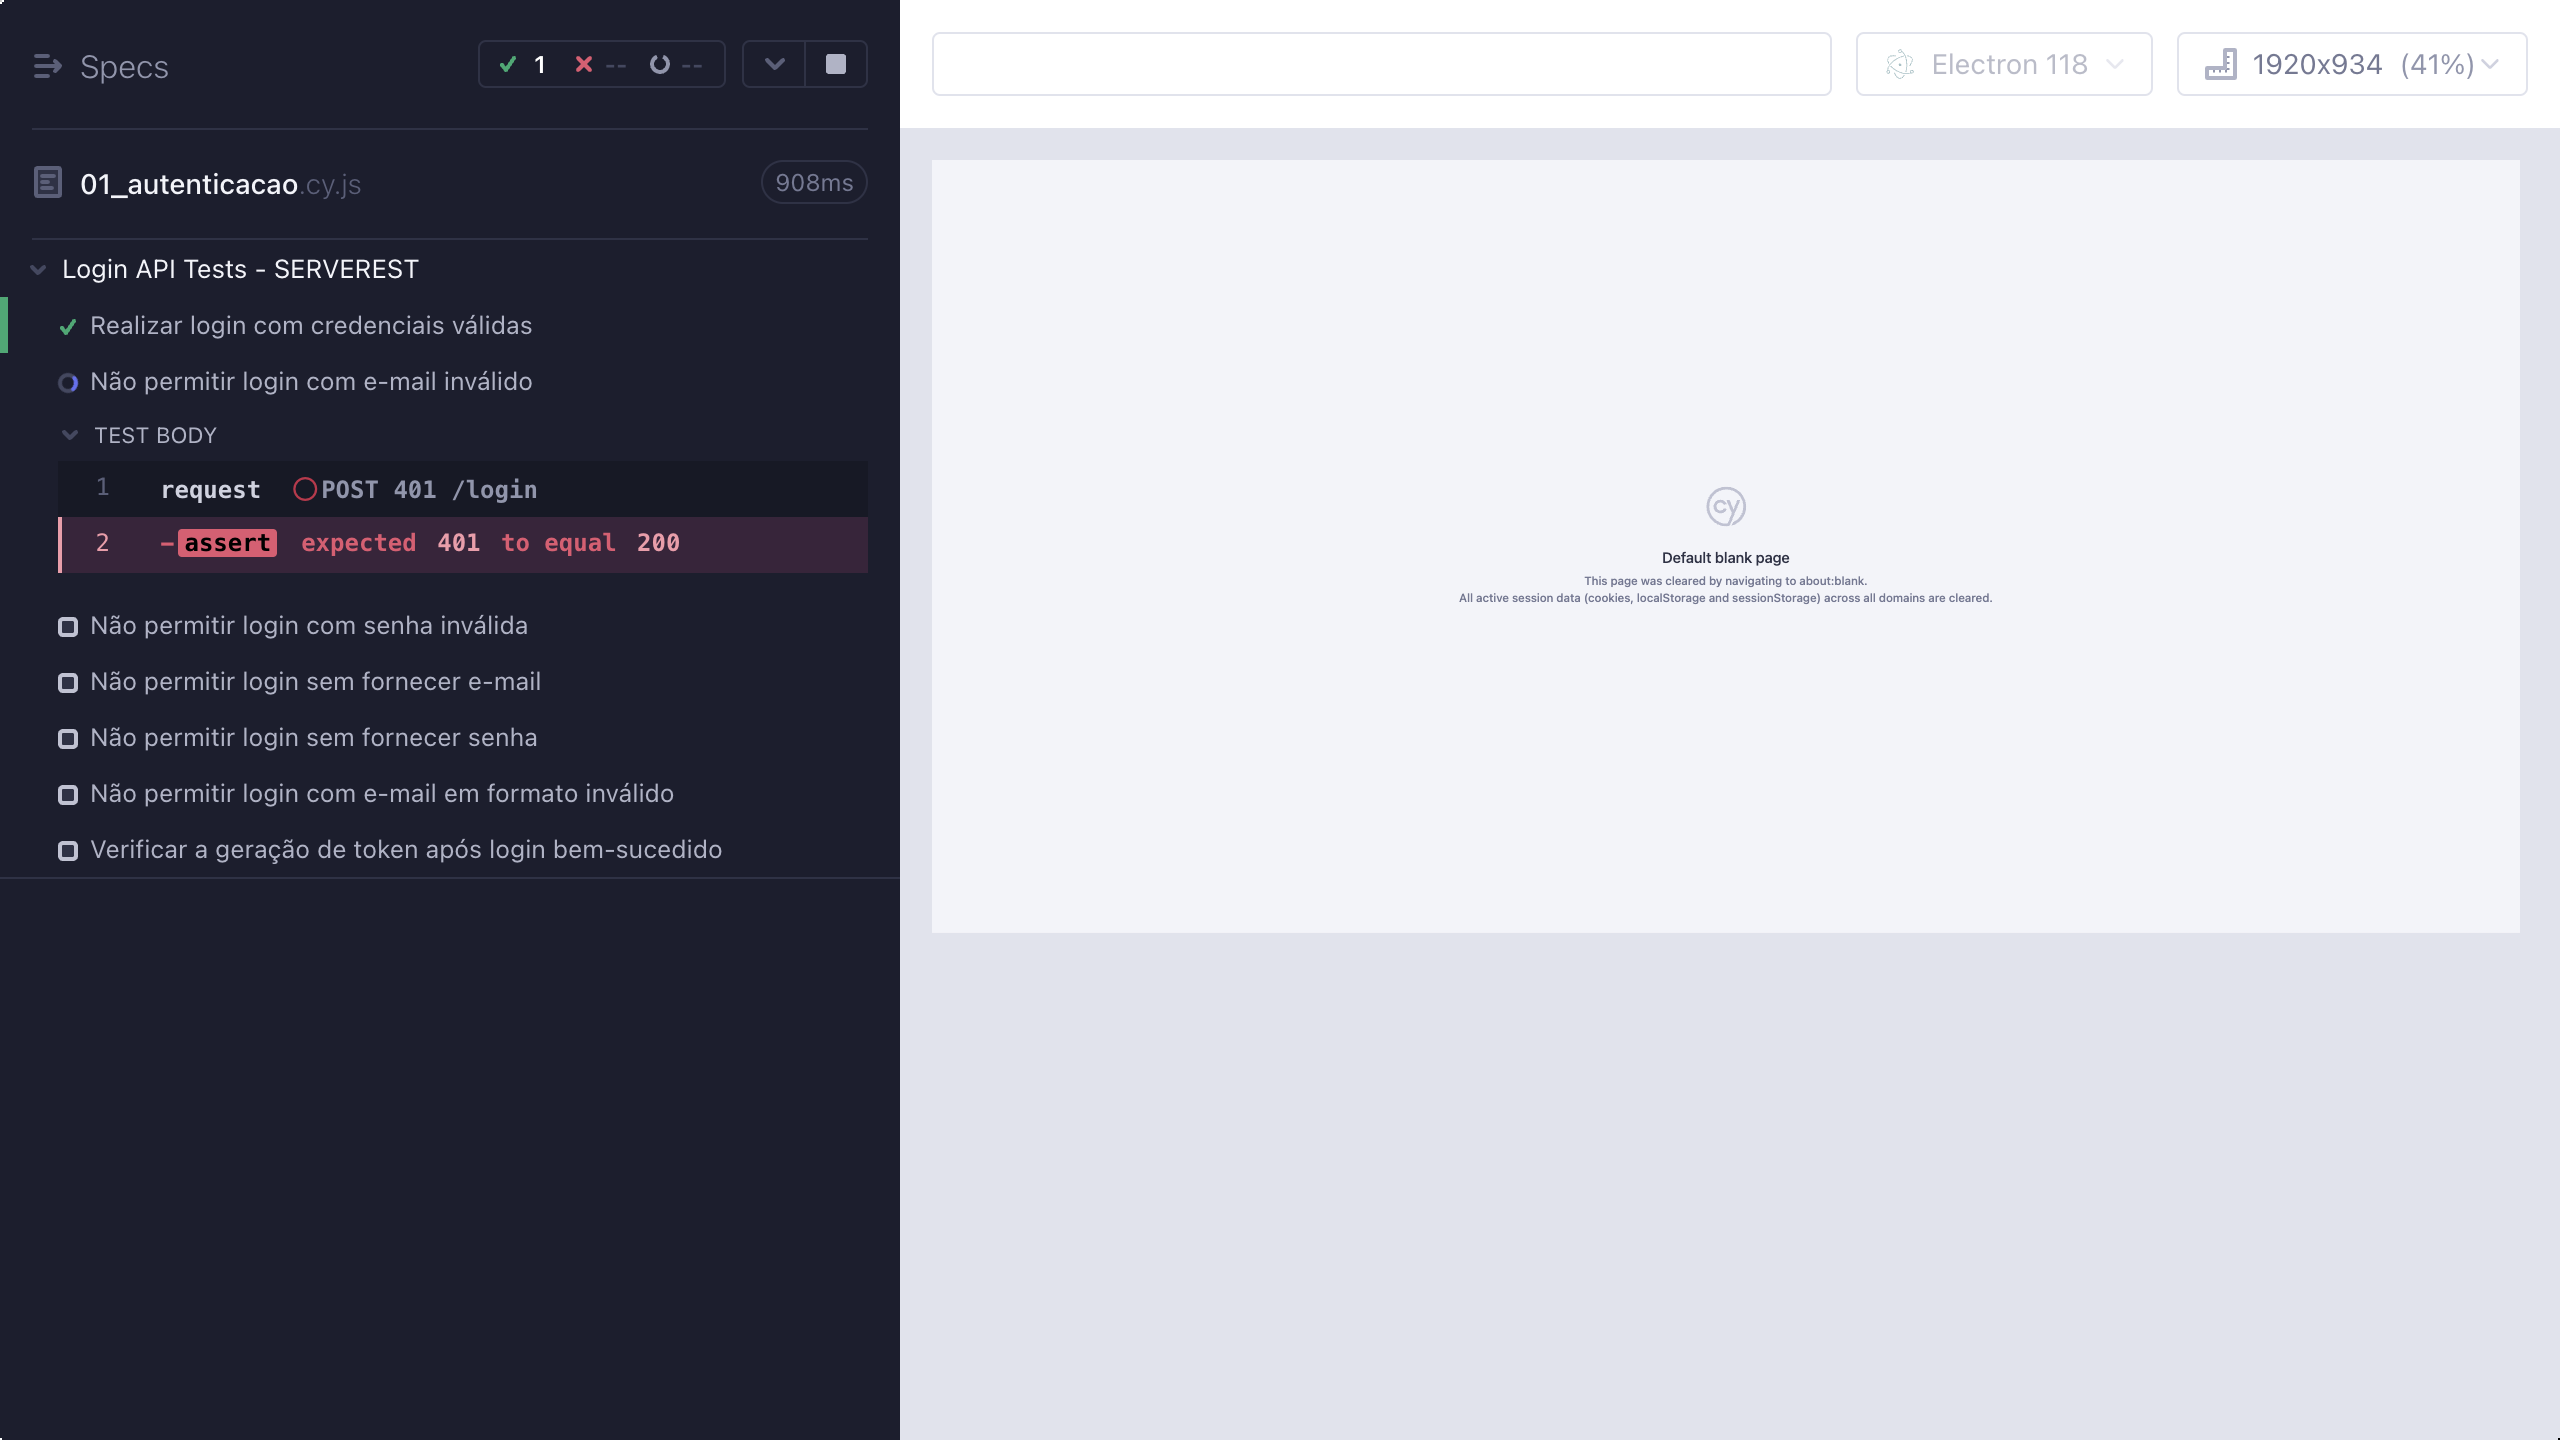 Specs
1 -- --
01_autenticacao.cy.js
908ms
Login API Tests - SERVEREST
Realizar login com credenciais válidas
Não permitir login com e-mail inválido
TEST BODY
1 request POST 401 /login
2 -assert expected 401 to equal 200
Não permitir login com senha inválida
Não permitir login sem fornecer e-mail
Não permitir login sem fornecer senha
Não permitir login com e-mail em formato inválido
Verificar a geração de token após login bem-sucedido
Electron 118
1920x934 (41%)
cy
Default blank page
This page was cleared by navigating to about:blank.
All active session data (cookies, localStorage and sessionStorage) across all domains are cleared.